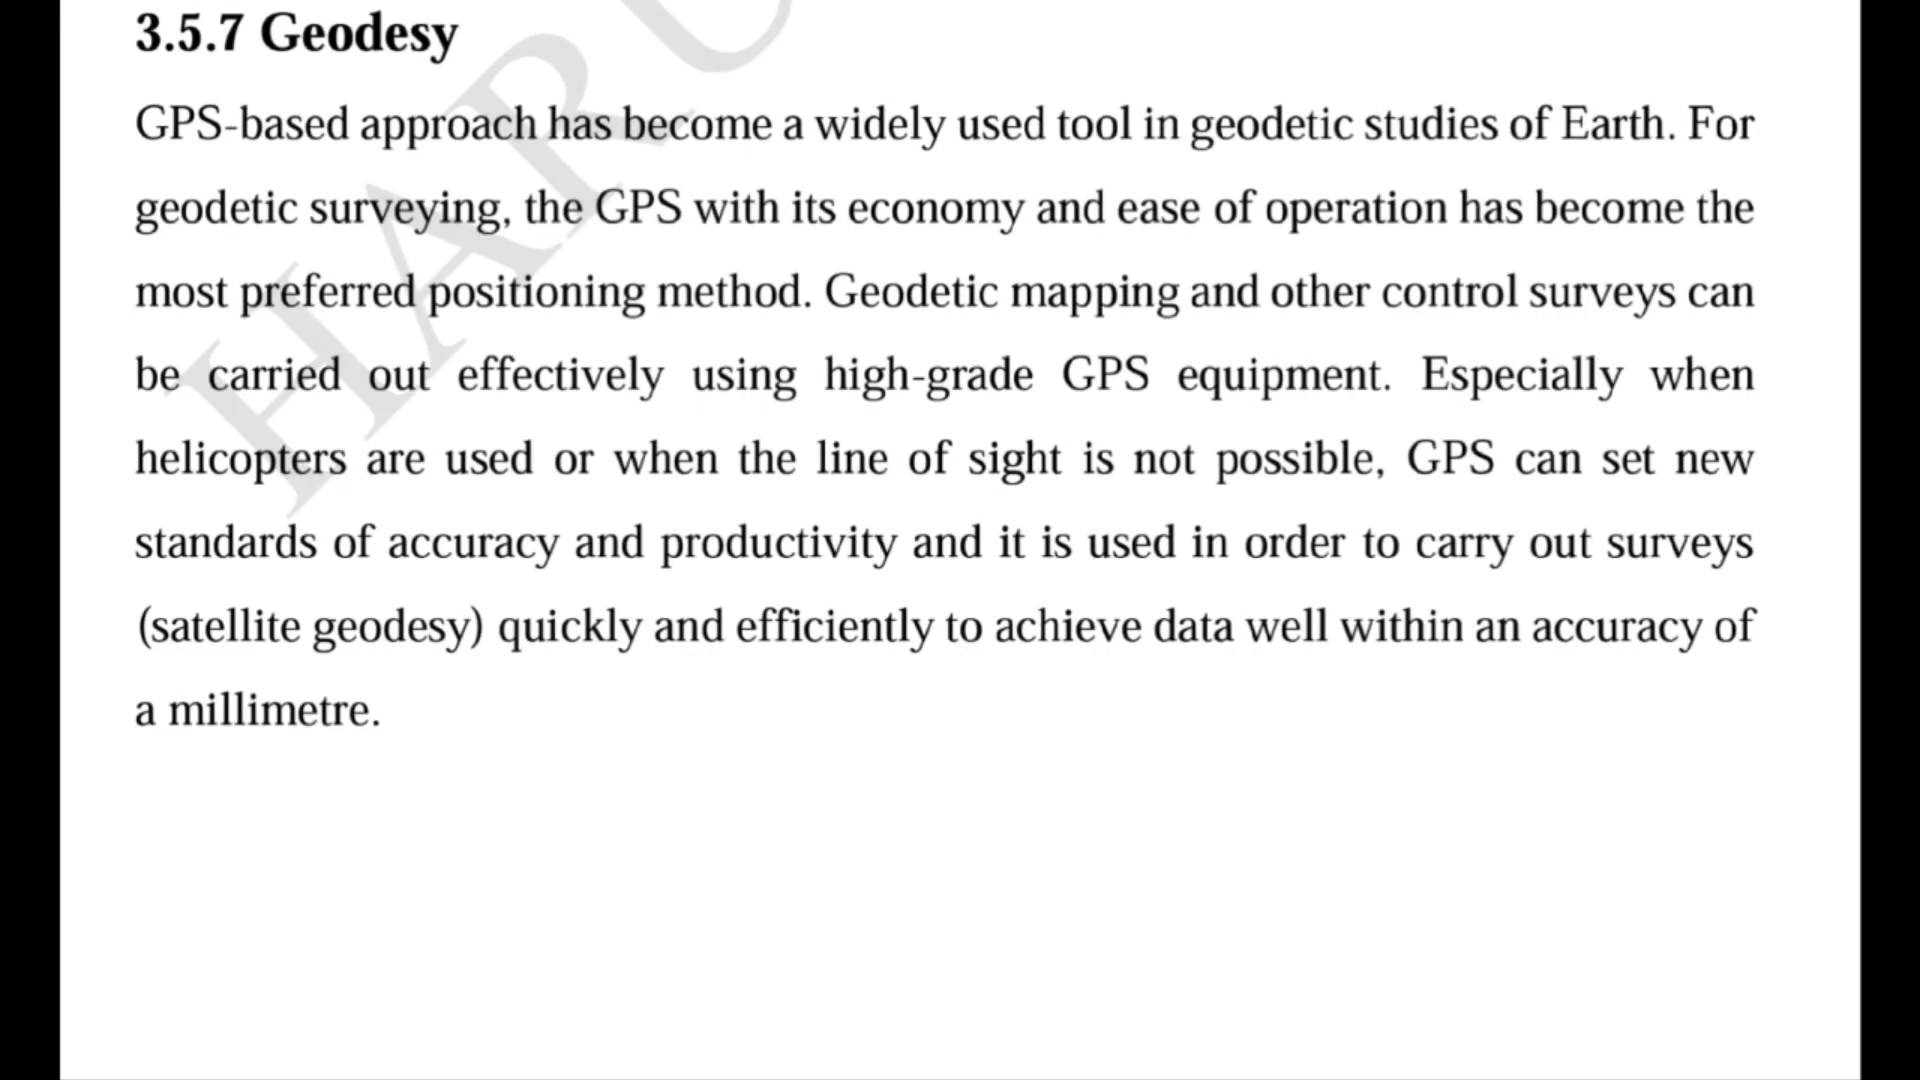 3.5.7 Geodesy
GPS-based approach has become a widely used tool in geodetic studies of Earth. For
geodetic surveying, the GPS with its economy and ease of operation has become the
most preferred positioning method. Geodetic mapping and other control surveys can
be carried out effectively using high-grade GPS equipment. Especially when
helicopters are used or when the line of sight is not possible, GPS can set new
standards of accuracy and productivity and it is used in order to carry out surveys
(satellite geodesy) quickly and efficiently to achieve data well within an accuracy of
a millimetre.
HARU